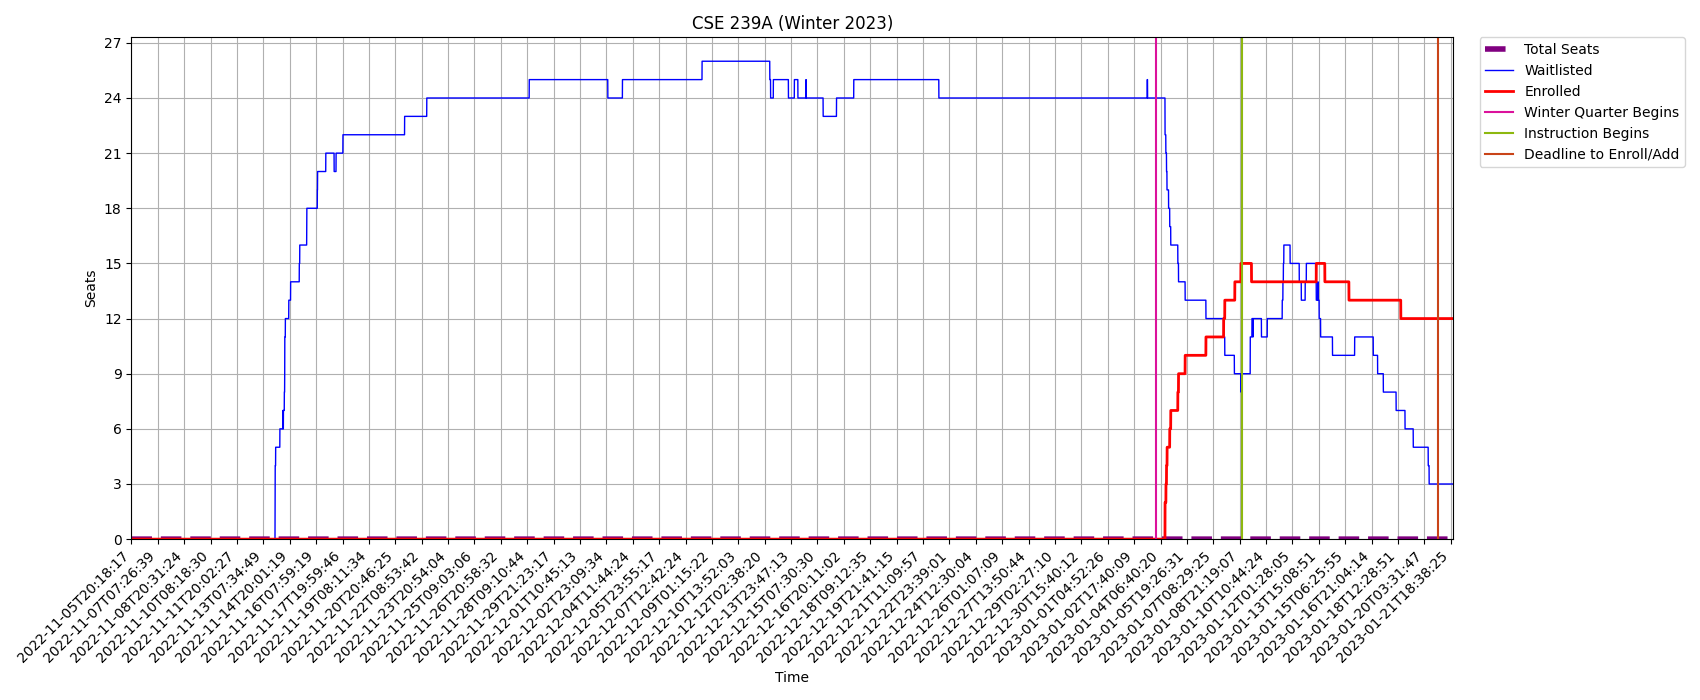 CSE 239A (Winter 2023)
27
24
21
18
15
12
9
6
3
0
Seats
2022-11-05T20:18:17
2022-11-07T07:26:39
2022-11-08T20:31:24
2022-11-10T08:18:30
2022-11-11T20:02:27
2022-11-13T07:34:49
2022-11-14T20:01:19
2022-11-16T07:59:19
2022-11-17T19:59:46
2022-11-19T08:11:34
2022-11-20T20:46:25
2022-11-22T08:53:42
2022-11-23T20:54:04
2022-11-25T09:03:06
2022-11-26T20:58:32
2022-11-28T09:10:44
2022-11-29T21:23:17
2022-12-01T10:45:13
2022-12-02T23:09:34
2022-12-04T11:44:24
2022-12-05T23:55:17
2022-12-07T12:42:24
2022-12-09T01:15:22
2022-12-10T13:52:03
2022-12-12T02:38:20
2022-12-13T23:47:13
2022-12-15T07:30:30
2022-12-16T20:11:02
2022-12-18T09:12:35
2022-12-19T21:41:15
2022-12-21T11:09:57
2022-12-22T23:39:01
2022-12-24T12:30:04
2022-12-26T01:07:09
2022-12-27T13:50:44
2022-12-29T02:27:10
2022-12-30T15:40:12
2023-01-01T04:52:26
2023-01-02T17:40:09
2023-01-04T06:40:20
2023-01-05T19:26:31
2023-01-07T08:29:25
2023-01-08T21:19:07
2023-01-10T10:44:24
2023-01-12T01:28:05
2023-01-13T15:08:51
2023-01-15T06:25:55
2023-01-16T21:04:14
2023-01-18T12:28:51
2023-01-20T03:31:47
2023-01-21T18:38:25
Time
Total Seats
Waitlisted
Enrolled
Winter Quarter Begins
Instruction Begins
Deadline to Enroll/Add